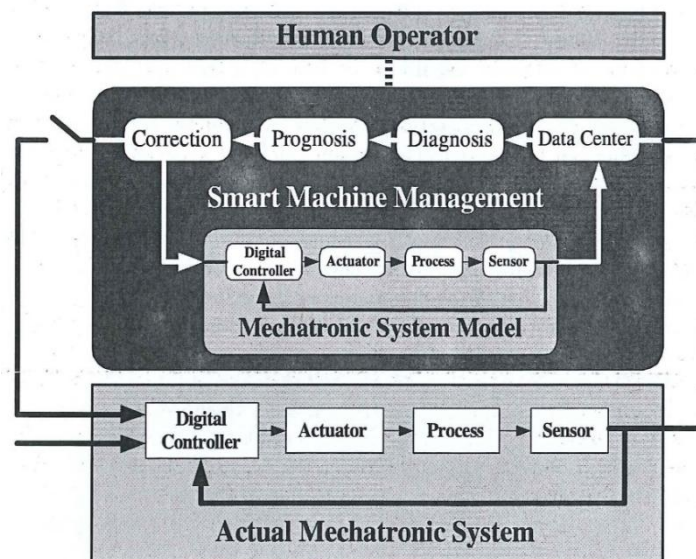 Human Operator
Correction
Prognosis
Diagnosis
Data Center
Smart Machine Management
Digital
Controller
Actuator
Process
Sensor
Mechatronic System Model
Digital
Controller
Actuator
Process
Sensor
Actual Mechatronic System